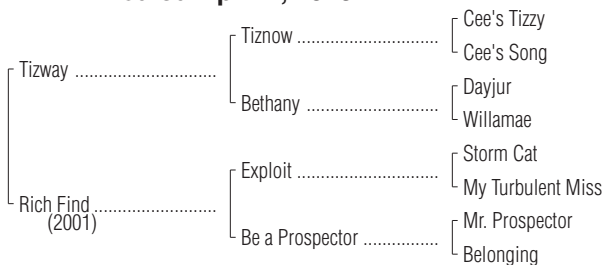 Tizway
Rich Find
(2001)
Tiznow
Bethany
Exploit
Be a Prospector
Cee's Tizzy
Cee's Song
Dayjur
Willamae
Storm Cat
My Turbulent Miss
Mr. Prospector
Belonging